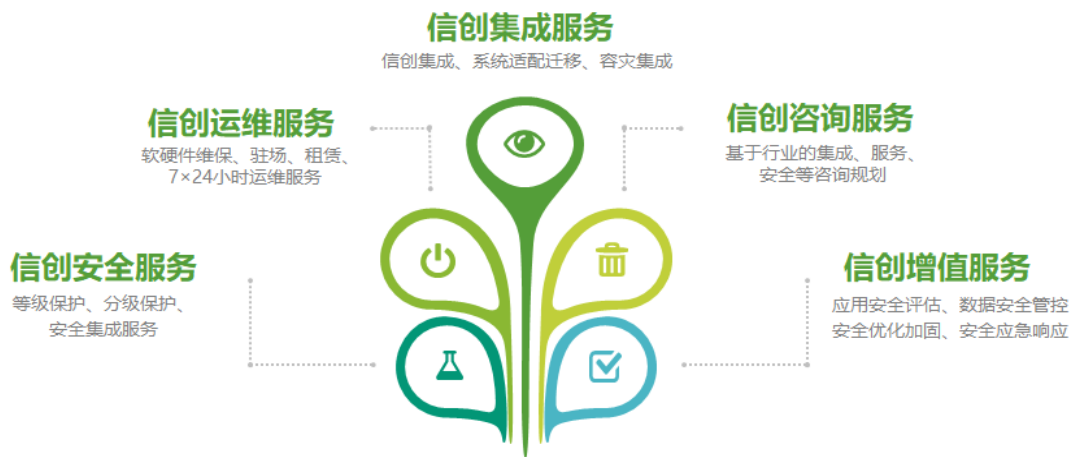 信创集成服务
信创集成、系统适配迁移、容灾集成
信创运维服务
软硬件维保、驻场、租赁、
7×24小时运维服务
信创咨询服务
基于行业的集成、服务、
安全等咨询规划
信创安全服务
等级保护、分级保护、
安全集成服务
信创增值服务
应用安全评估、数据安全管控
安全优化加固、安全应急响应